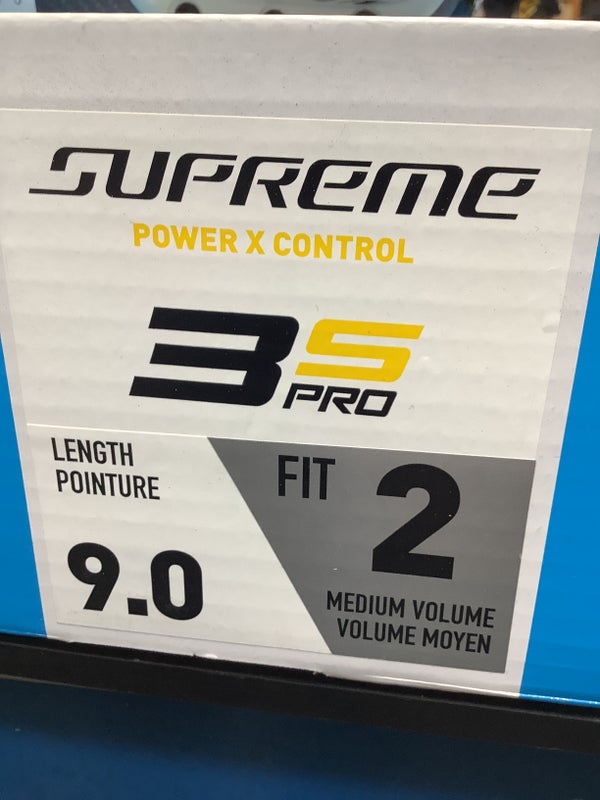 SUPREME
POWER X CONTROL
3S
PRO
LENGTH
POINTURE
9.0
FIT 2
MEDIUM VOLUME
VOLUME MOYEN